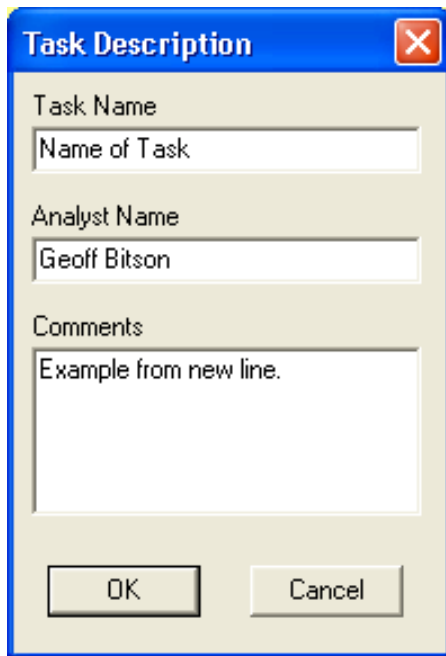 Task Description
Task Name
Name of Task
Analyst Name
Geoff Bitson
Comments
Example from new line.
OK Cancel